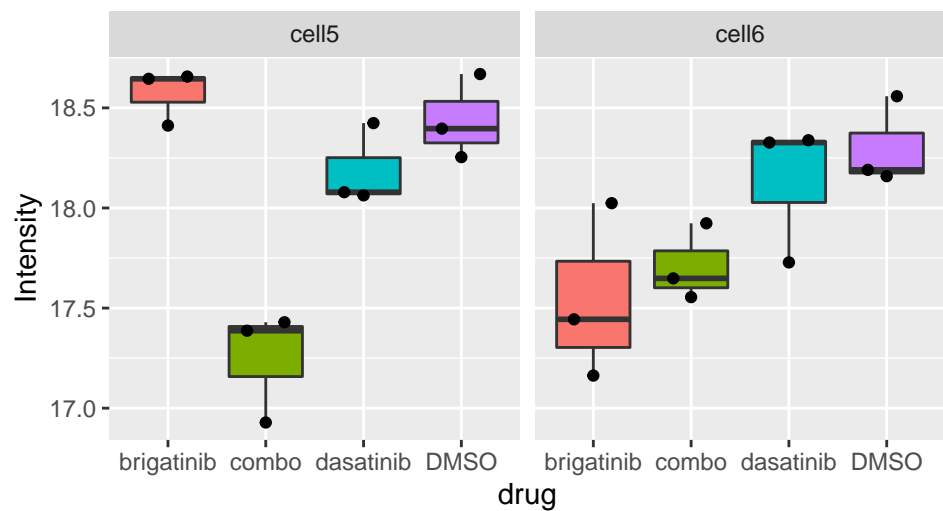 cell5 cell6
Intensity
18.5
18.0
17.5
17.0
brigatinib combo dasatinib DMSO brigatinib combo dasatinib DMSO
drug